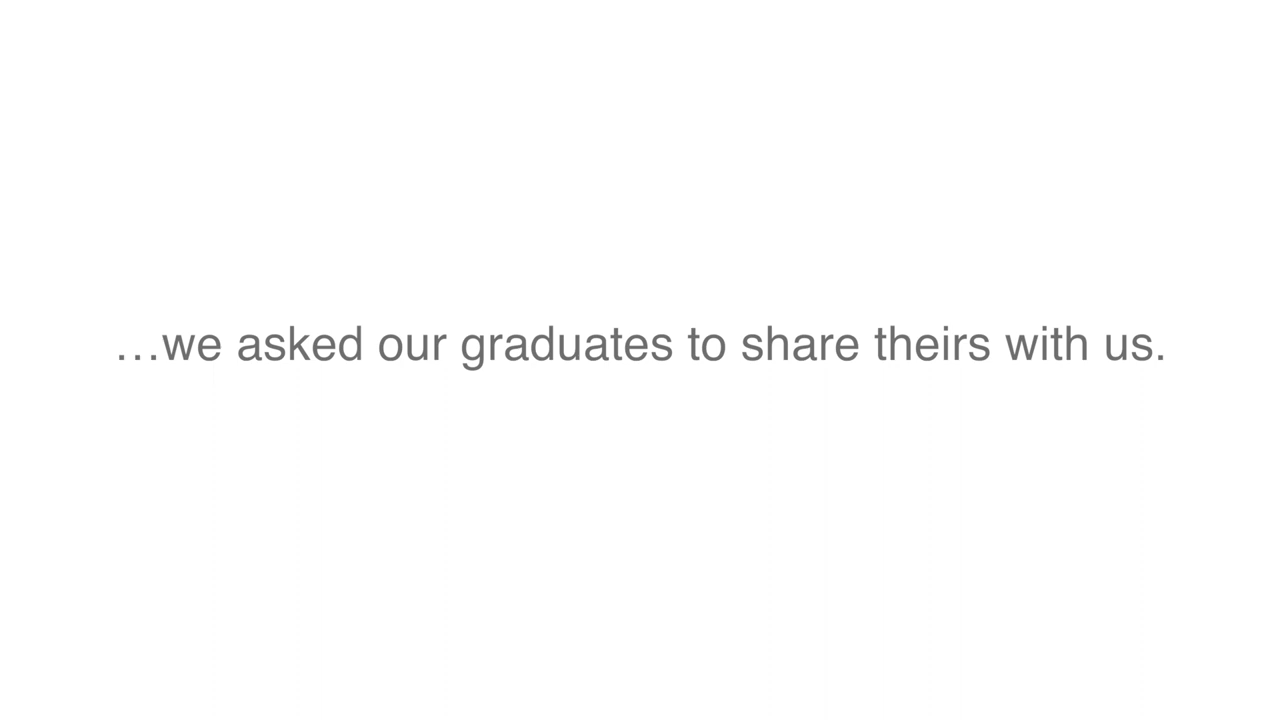 …we asked our graduates to share theirs with us.